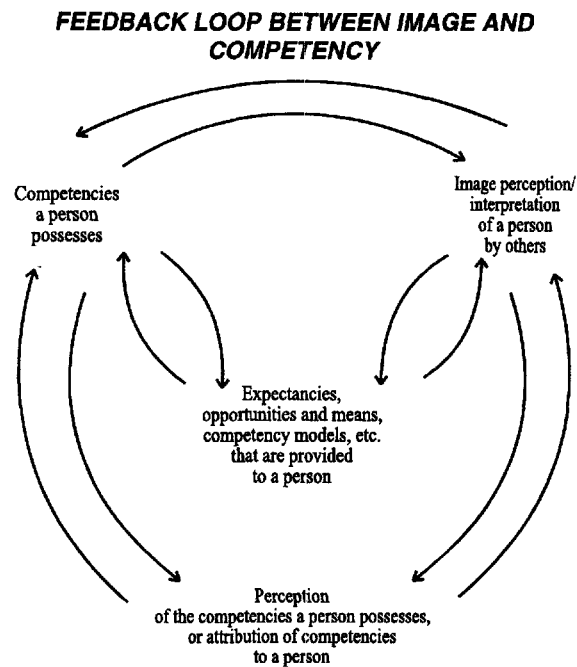 FEEDBACK LOOP BETWEEN IMAGE AND
COMPETENCY
Competencies
a person
possesses
Image perception/
interpretation
of a person
by others
Expectancies,
opportunities and means,
competency models, etc.
that are provided
to a person
Perception
of the competencies a person possesses,
or attribution of competencies
to a person